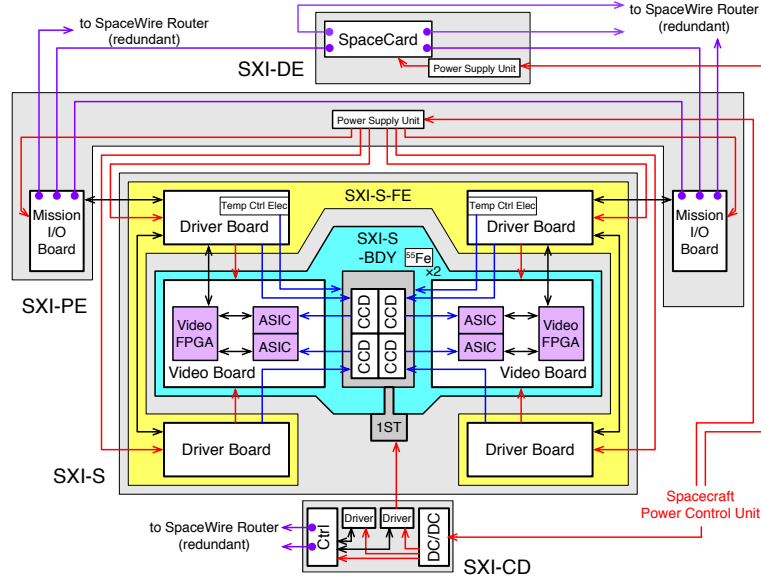 to SpaceWire Router
(redundant)
SpaceCard
Power Supply Unit
SXI-DE
to SpaceWire Router
(redundant)
Power Supply Unit
Mission
I/O
Board
SXI-PE
Mission
I/O
Board
SXI-S-FE
Temp Ctrl Elec
Driver Board
Temp Ctrl Elec
Driver Board
SXI-S
-BDY
55Fe
×2
Video
FPGA
ASIC
ASIC
Video Board
CCD
CCD
CCD
CCD
ASIC
ASIC
Video
FPGA
Video Board
1ST
Driver Board
Driver Board
SXI-S
Spacecraft
Power Control Unit
to SpaceWire Router
(redundant)
Ctrl
Driver
Driver
DC/DC
SXI-CD